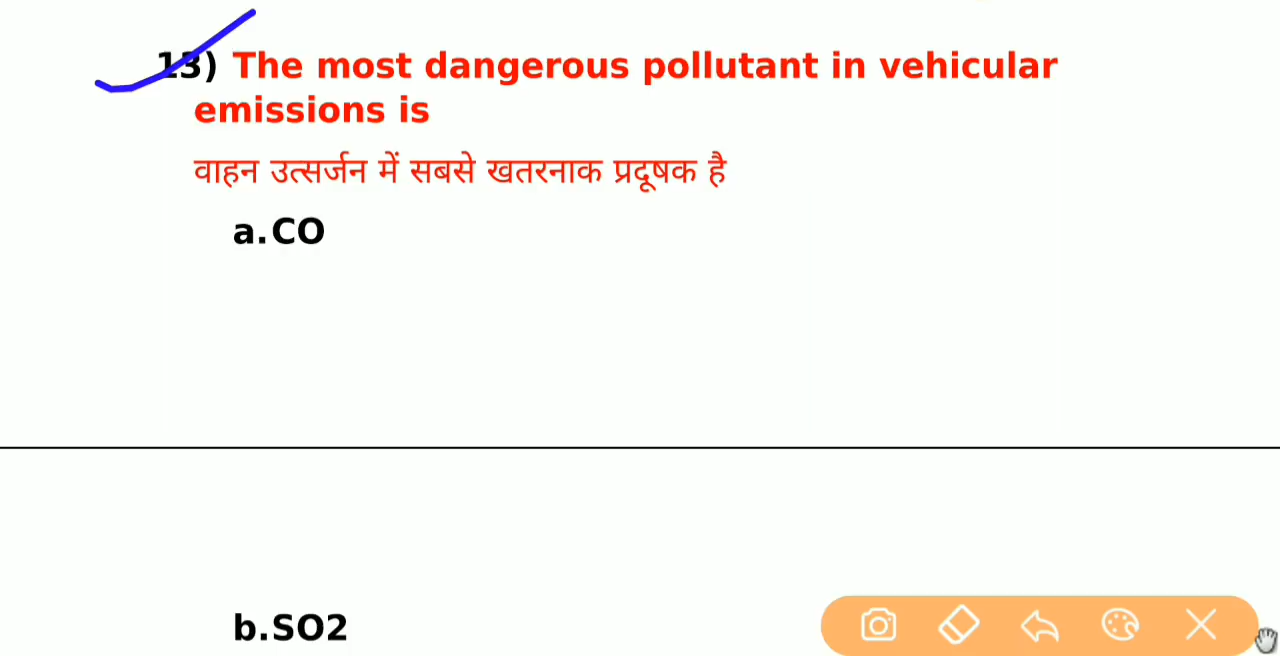 13) The most dangerous pollutant in vehicular
emissions is
वाहन उत्सर्जन में सबसे खतरनाक प्रदूषक है
a.CO
b.SO2